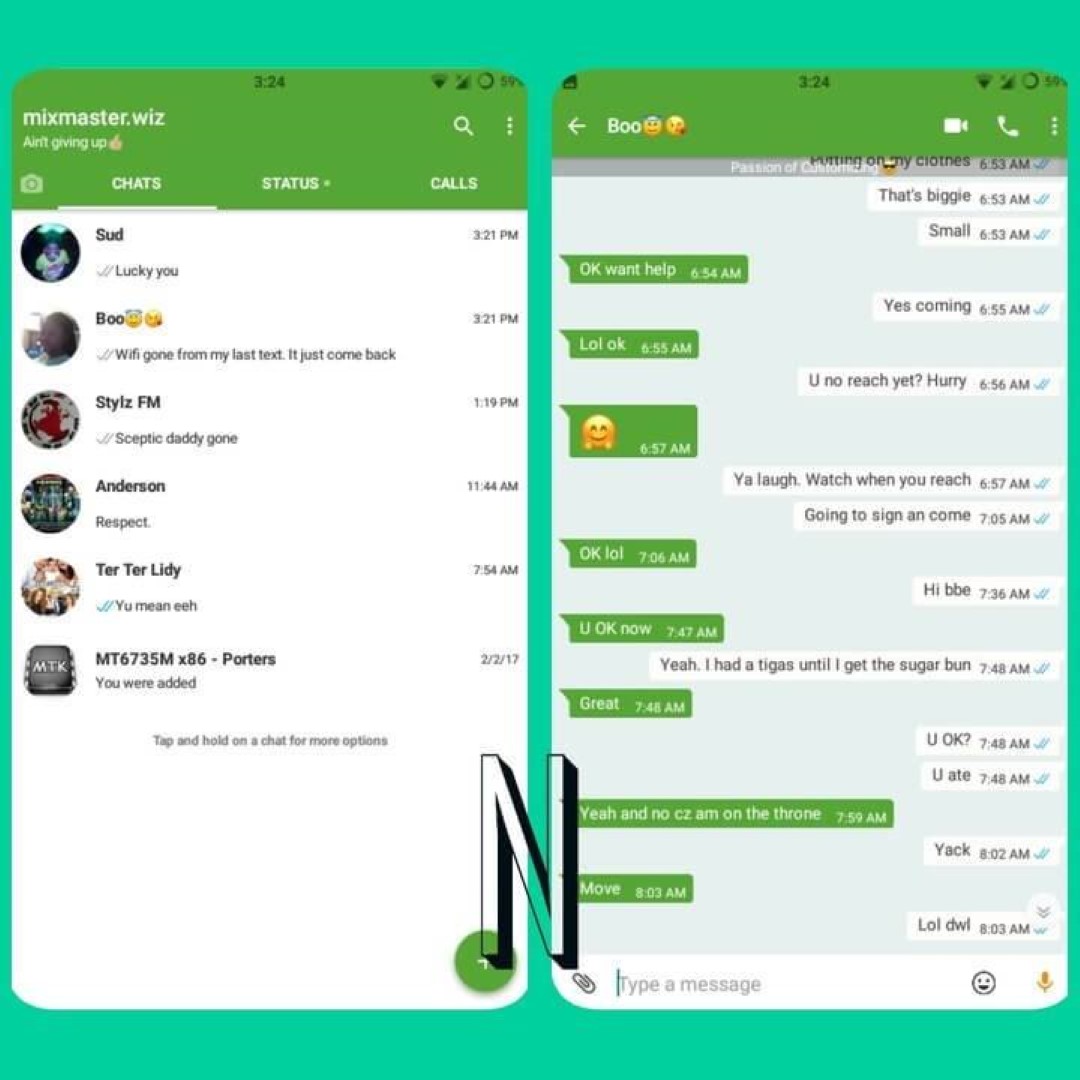 3:24
59%
mixmaster.wiz
Ain't giving up👍
CHATS
STATUS
CALLS
Sud
3:21 PM
Lucky you
Boo😇😘
3:21 PM
Wifi gone from my last text. It just come back
Stylz FM
1:19 PM
Sceptic daddy gone
Anderson
11:44 AM
Respect.
Ter Ter Lidy
7:54 AM
Yu mean eeh
MTK
MT6735M x86 - Porters
2/2/17
You were added
Tap and hold on a chat for more options
N
3:24
59%
Boo😇😘
Putting on my clothes 6:53 AM
Passion of Customizing
That's biggie 6:53 AM
Small 6:53 AM
OK want help 6:54 AM
Yes coming 6:55 AM
Lol ok 6:55 AM
U no reach yet? Hurry 6:56 AM
🤗 6:57 AM
Ya laugh. Watch when you reach 6:57 AM
Going to sign an come 7:05 AM
OK lol 7:06 AM
Hi bbe 7:36 AM
U OK now 7:47 AM
Yeah. I had a tigas until I get the sugar bun 7:48 AM
Great 7:48 AM
U OK? 7:48 AM
U ate 7:48 AM
Yeah and no cz am on the throne 7:59 AM
Yack 8:02 AM
Move 8:03 AM
Lol dwl 8:03 AM
Type a message